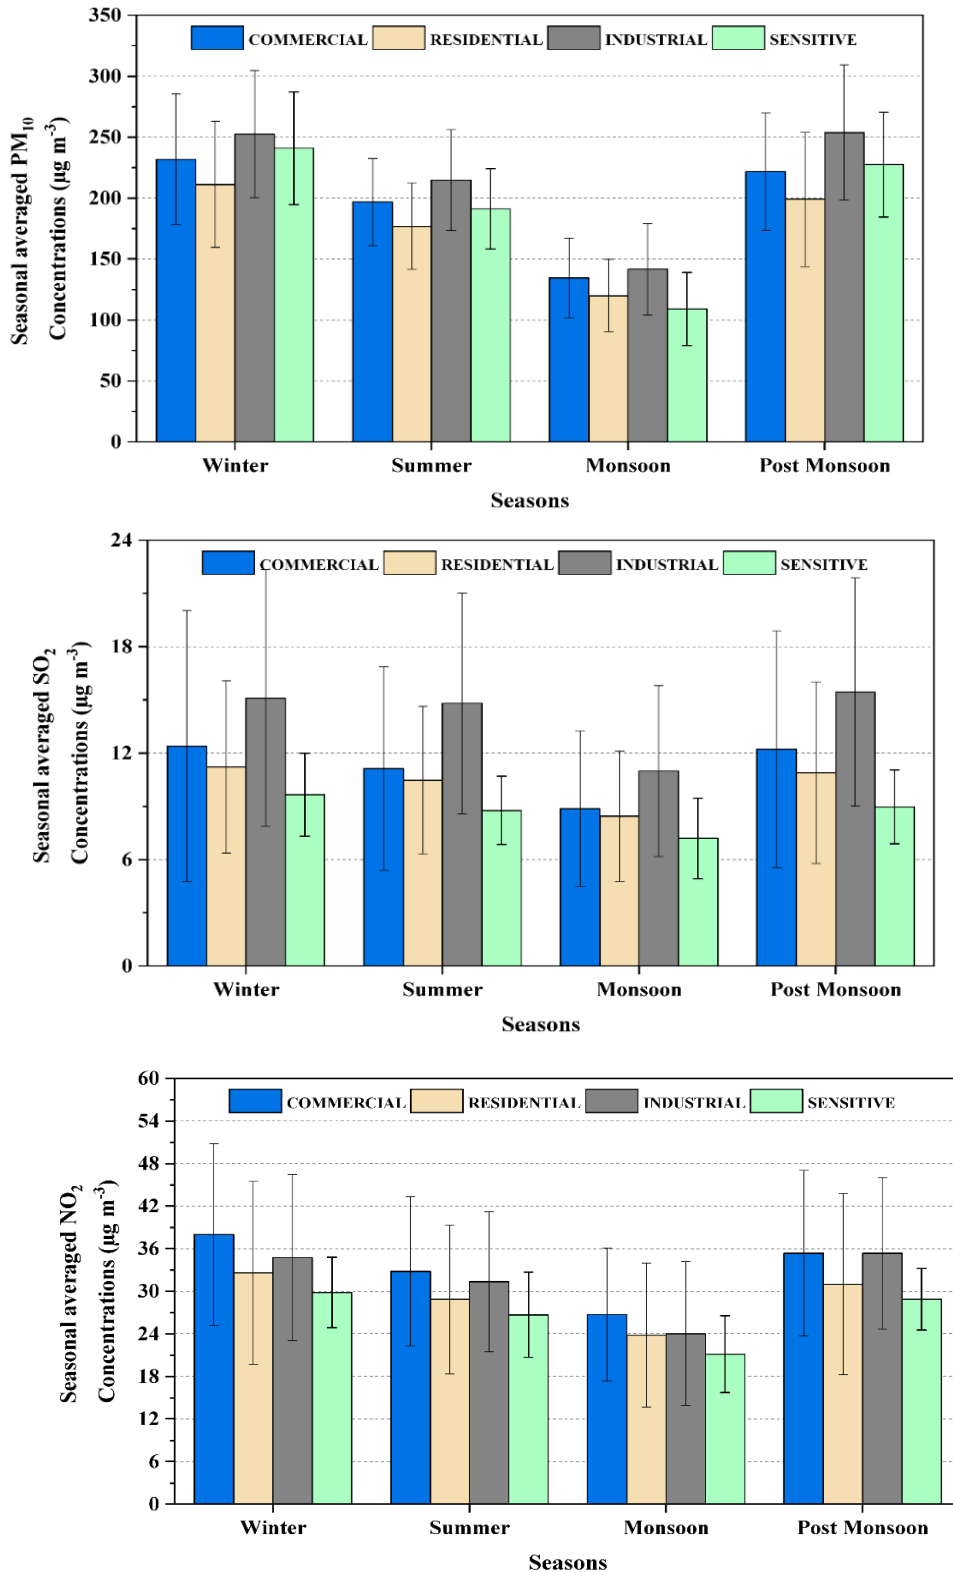 Seasonal averaged PM10
Concentrations (µg m-3)
350
300
250
200
150
100
50
0
COMMERCIAL RESIDENTIAL INDUSTRIAL SENSITIVE
Winter Summer Monsoon Post Monsoon
Seasons
Seasonal averaged SO2
Concentrations (µg m-3)
24
18
12
6
0
COMMERCIAL RESIDENTIAL INDUSTRIAL SENSITIVE
Winter Summer Monsoon Post Monsoon
Seasons
Seasonal averaged NO2
Concentrations (µg m-3)
60
54
48
42
36
30
24
18
12
6
0
COMMERCIAL RESIDENTIAL INDUSTRIAL SENSITIVE
Winter Summer Monsoon Post Monsoon
Seasons